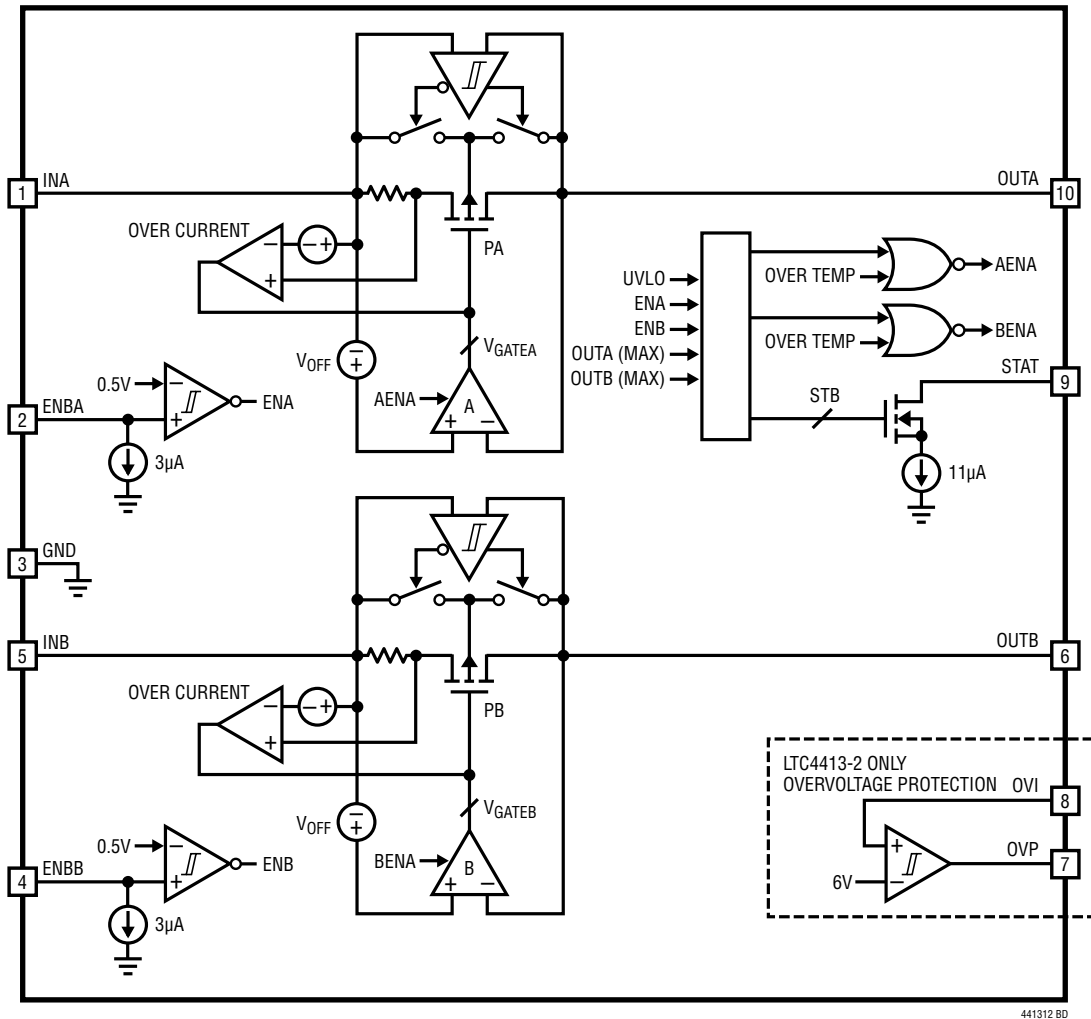 1
INA
OUTA
10
OVER CURRENT
− +
−
+
PA
V_GATEA
V_OFF
−
+
AENA
A
+ −
UVLO
ENA
ENB
OUTA (MAX)
OUTB (MAX)
OVER TEMP
AENA
OVER TEMP
BENA
STAT
9
STB
11µA
0.5V
−
+
ENA
2
ENBA
3µA
3
GND
5
INB
OUTB
6
OVER CURRENT
− +
−
+
PB
V_GATEB
V_OFF
−
+
BENA
B
+ −
0.5V
−
+
ENB
4
ENBB
3µA
LTC4413-2 ONLY
OVERVOLTAGE PROTECTION
OVI
8
+
6V
−
OVP
7
441312 BD